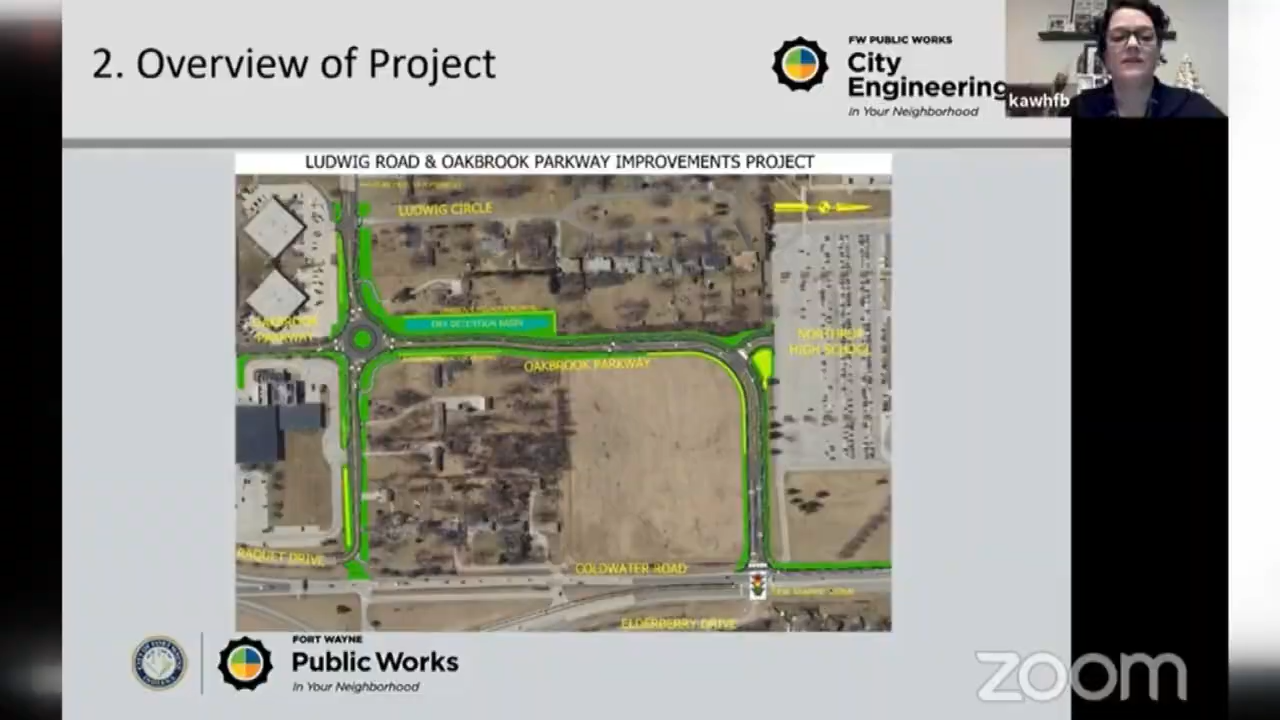 2. Overview of Project
FW PUBLIC WORKS
City
Engineering
In Your Neighborhood
kawhfb
LUDWIG ROAD & OAKBROOK PARKWAY IMPROVEMENTS PROJECT
LUDWIG CIRCLE
OAKBROOK
PARKWAY
DRY DETENTION BASIN
NORTHROP
HIGH SCHOOL
OAKBROOK PARKWAY
RAQUET DRIVE
COLDWATER ROAD
ELDERBERRY DRIVE
FORT WAYNE
Public Works
In Your Neighborhood
zoom